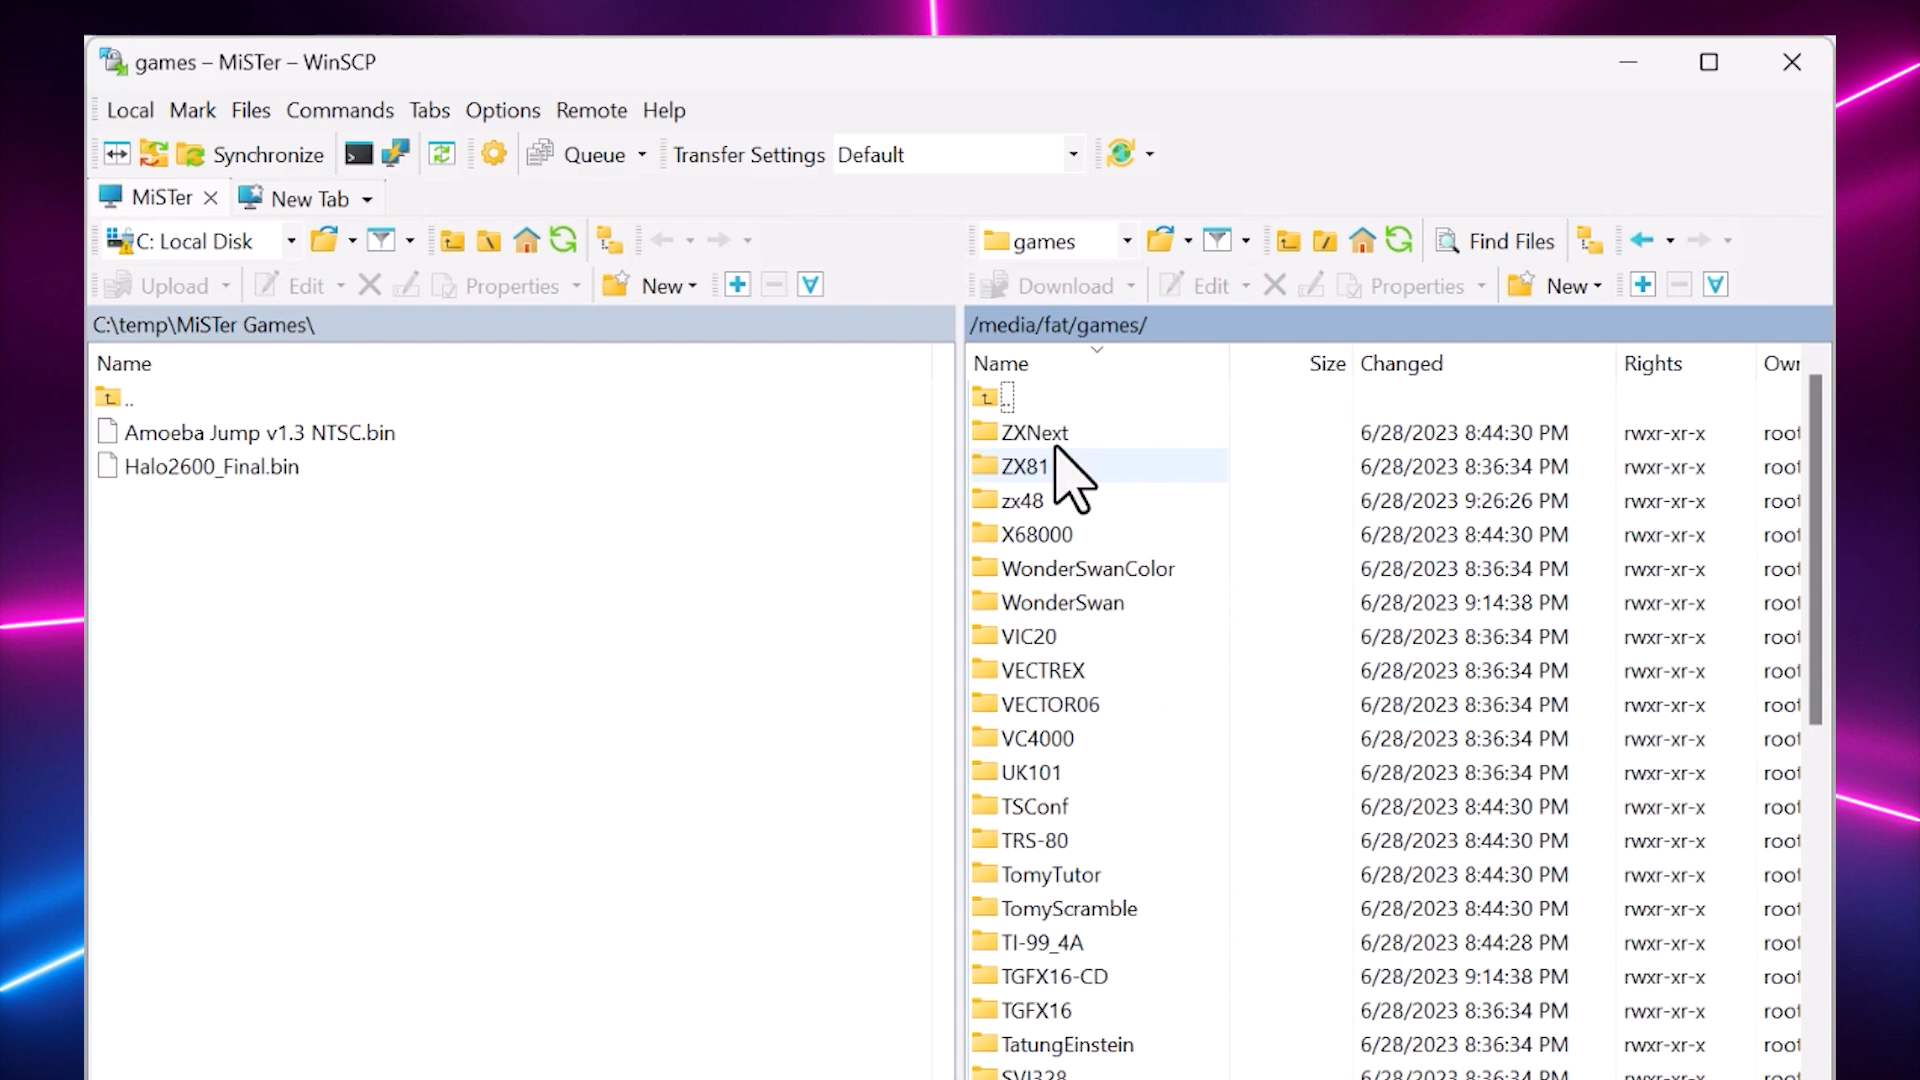 games – MiSTer – WinSCP
Local Mark Files Commands Tabs Options Remote Help
Synchronize Queue Transfer Settings Default
MiSTer New Tab
C: Local Disk games Find Files
Upload Edit Properties New Download Edit Properties New
C:\temp\MiSTer Games\ /media/fat/games/
Name Name Size Changed Rights
.. ..
Amoeba Jump v1.3 NTSC.bin ZXNext 6/28/2023 8:44:30 PM rwxr-xr-x root
Halo2600_Final.bin ZX81 6/28/2023 8:36:34 PM rwxr-xr-x root
zx48 6/28/2023 9:26:26 PM rwxr-xr-x root
X68000 6/28/2023 8:44:30 PM rwxr-xr-x root
WonderSwanColor 6/28/2023 8:36:34 PM rwxr-xr-x root
WonderSwan 6/28/2023 9:14:38 PM rwxr-xr-x root
VIC20 6/28/2023 8:36:34 PM rwxr-xr-x root
VECTREX 6/28/2023 8:36:34 PM rwxr-xr-x root
VECTOR06 6/28/2023 8:36:34 PM rwxr-xr-x root
VC4000 6/28/2023 8:36:34 PM rwxr-xr-x root
UK101 6/28/2023 8:36:34 PM rwxr-xr-x root
TSConf 6/28/2023 8:44:30 PM rwxr-xr-x root
TRS-80 6/28/2023 8:44:30 PM rwxr-xr-x root
TomyTutor 6/28/2023 8:44:30 PM rwxr-xr-x root
TomyScramble 6/28/2023 8:44:30 PM rwxr-xr-x root
TI-99_4A 6/28/2023 8:44:28 PM rwxr-xr-x root
TGFX16-CD 6/28/2023 9:14:38 PM rwxr-xr-x root
TGFX16 6/28/2023 8:36:34 PM rwxr-xr-x root
TatungEinstein 6/28/2023 8:36:34 PM rwxr-xr-x root
SVI328 6/28/2023 8:36:34 PM rwxr-xr-x root